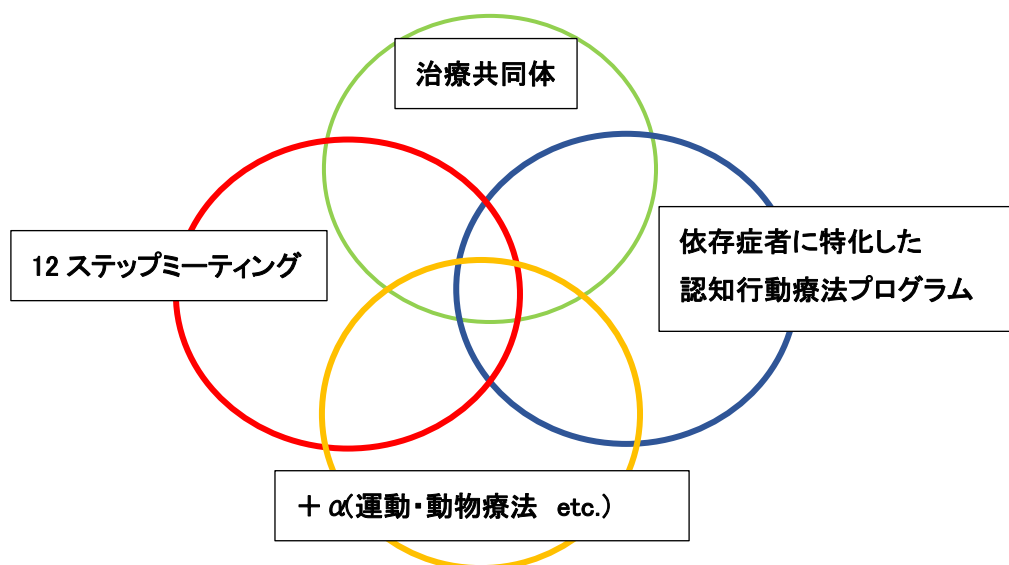 治療共同体
12 ステップミーティング
依存症者に特化した
認知行動療法プログラム
＋α(運動・動物療法　etc.)